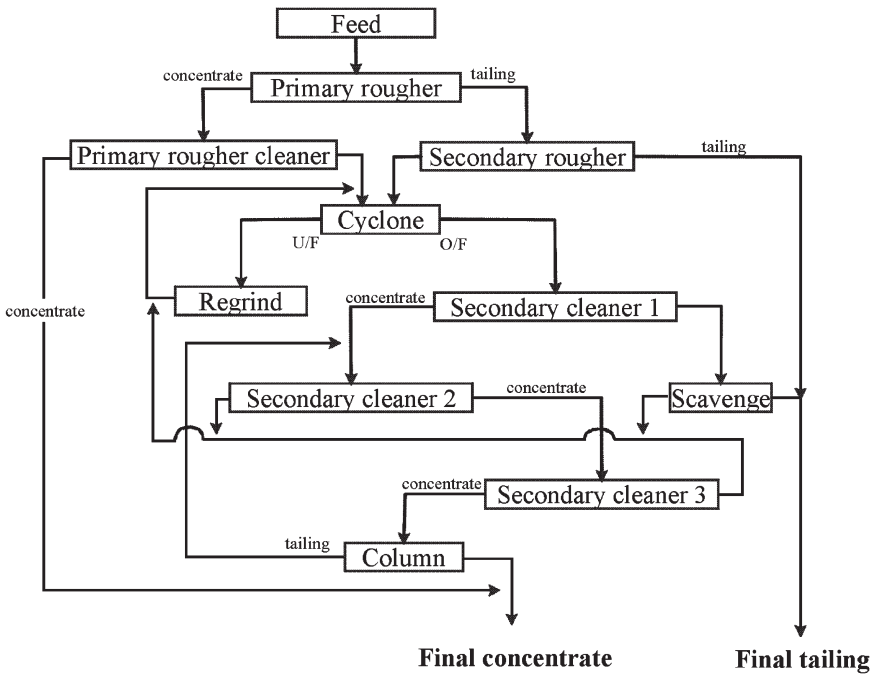 Feed
concentrate
tailing
Primary rougher
Primary rougher cleaner
Secondary rougher
tailing
Cyclone
U/F
O/F
Regrind
concentrate
Secondary cleaner 1
concentrate
Secondary cleaner 2
concentrate
Scavenge
concentrate
Secondary cleaner 3
tailing
Column
Final concentrate
Final tailing